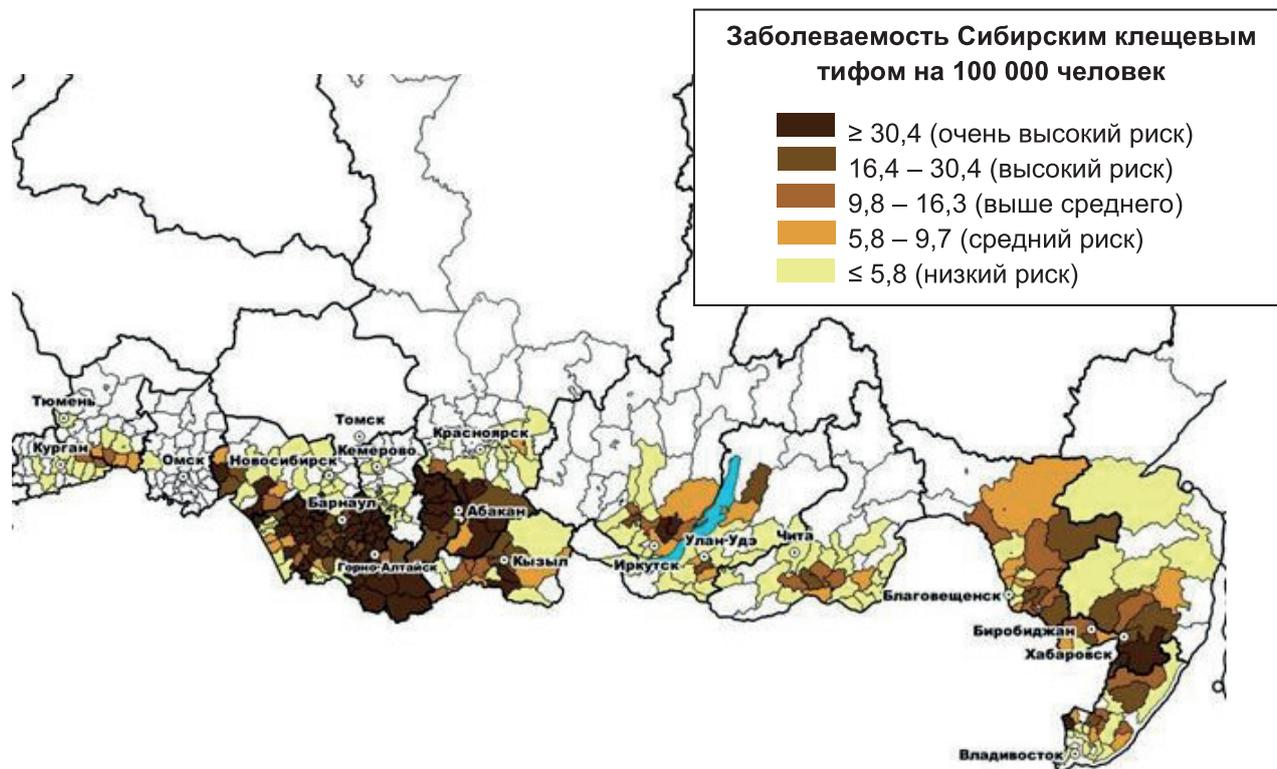 Заболеваемость Сибирским клещевым
тифом на 100 000 человек
≥ 30,4 (очень высокий риск)
16,4 – 30,4 (высокий риск)
9,8 – 16,3 (выше среднего)
5,8 – 9,7 (средний риск)
≤ 5,8 (низкий риск)
Тюмень
Томск
Красноярск
Курган
Омск
Новосибирск
Кемерово
Барнаул
Абакан
Горно-Алтайск
Кызыл
Улан-Удэ
Чита
Иркутск
Благовещенск
Биробиджан
Хабаровск
Владивосток